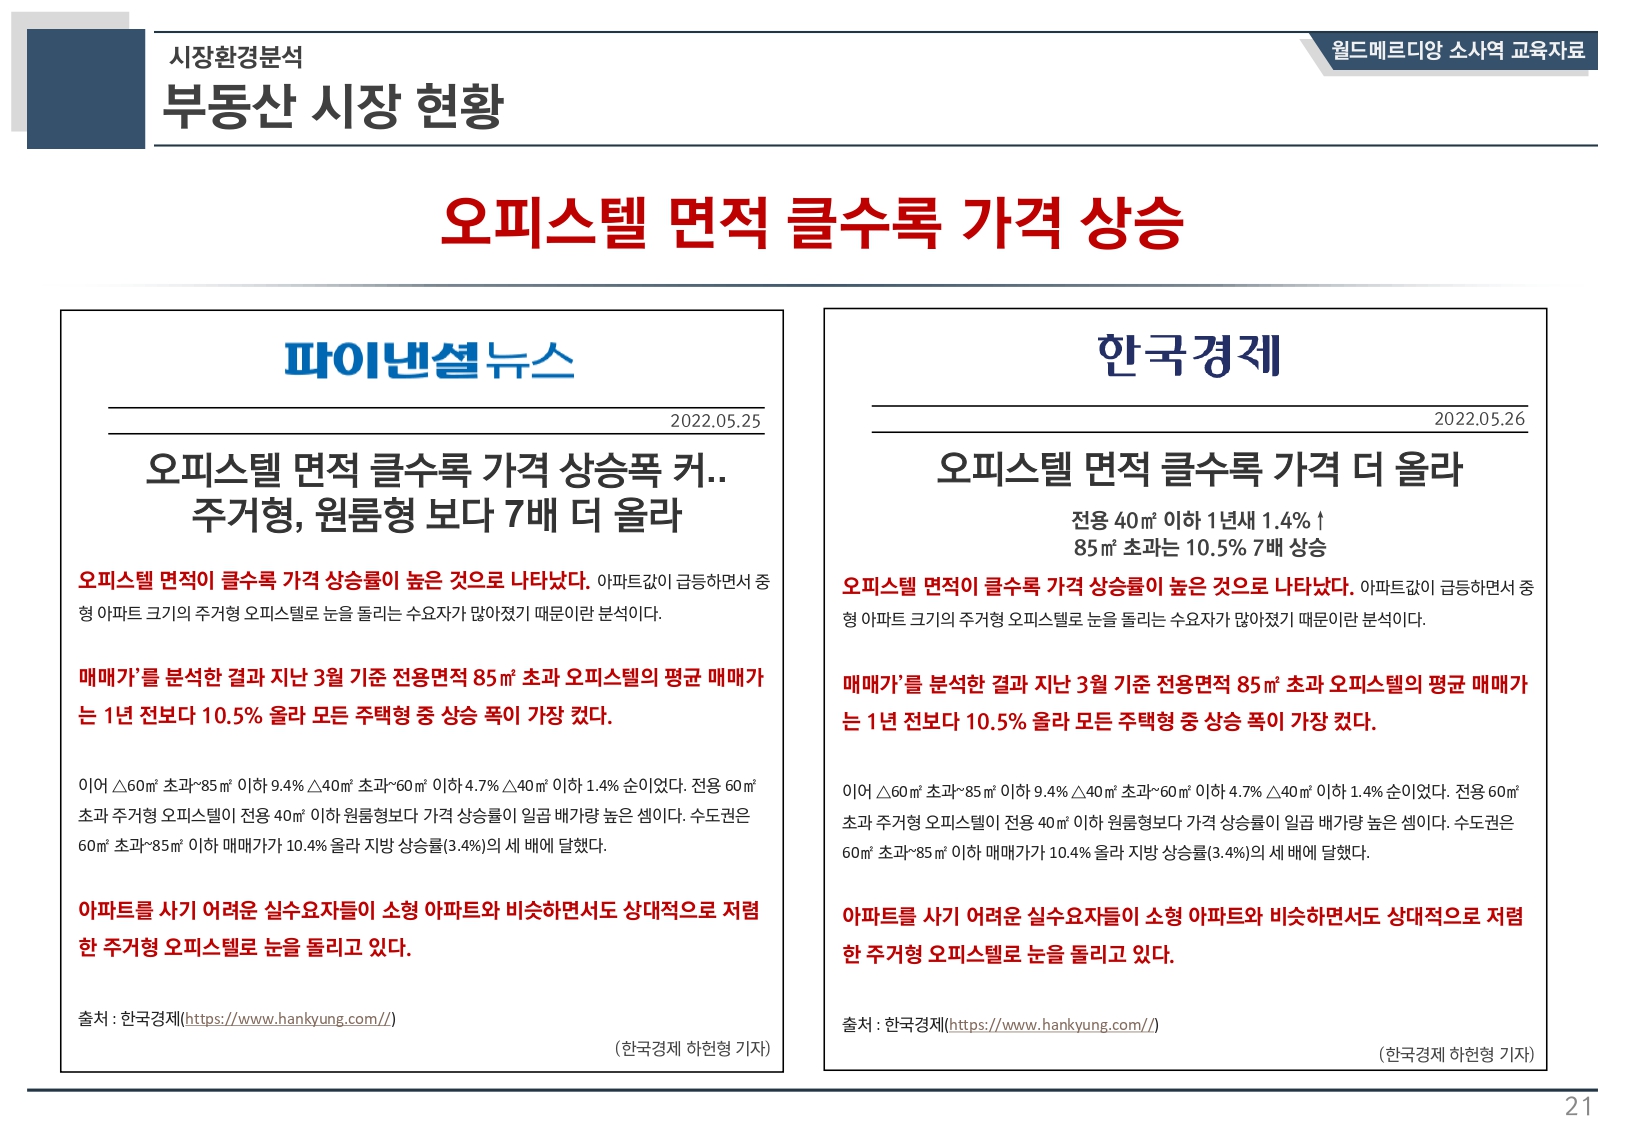 시장환경분석
부동산 시장 현황
월드메르디앙 소사역 교육자료
오피스텔 면적 클수록 가격 상승
파이낸셜뉴스
2022.05.25
오피스텔 면적 클수록 가격 상승폭 커..
주거형, 원룸형 보다 7배 더 올라
오피스텔 면적이 클수록 가격 상승률이 높은 것으로 나타났다. 아파트값이 급등하면서 중
형 아파트 크기의 주거형 오피스텔로 눈을 돌리는 수요자가 많아졌기 때문이란 분석이다.
매매가’를 분석한 결과 지난 3월 기준 전용면적 85㎡ 초과 오피스텔의 평균 매매가
는 1년 전보다 10.5% 올라 모든 주택형 중 상승 폭이 가장 컸다.
이어 △60㎡ 초과~85㎡ 이하 9.4% △40㎡ 초과~60㎡ 이하 4.7% △40㎡ 이하 1.4% 순이었다. 전용 60㎡
초과 주거형 오피스텔이 전용 40㎡ 이하 원룸형보다 가격 상승률이 일곱 배가량 높은 셈이다. 수도권은
60㎡ 초과~85㎡ 이하 매매가가 10.4% 올라 지방 상승률(3.4%)의 세 배에 달했다.
아파트를 사기 어려운 실수요자들이 소형 아파트와 비슷하면서도 상대적으로 저렴
한 주거형 오피스텔로 눈을 돌리고 있다.
출처 : 한국경제(https://www.hankyung.com//)
(한국경제 하헌형 기자)
한국경제
2022.05.26
오피스텔 면적 클수록 가격 더 올라
전용 40㎡ 이하 1년새 1.4%↑
85㎡ 초과는 10.5% 7배 상승
오피스텔 면적이 클수록 가격 상승률이 높은 것으로 나타났다. 아파트값이 급등하면서 중
형 아파트 크기의 주거형 오피스텔로 눈을 돌리는 수요자가 많아졌기 때문이란 분석이다.
매매가’를 분석한 결과 지난 3월 기준 전용면적 85㎡ 초과 오피스텔의 평균 매매가
는 1년 전보다 10.5% 올라 모든 주택형 중 상승 폭이 가장 컸다.
이어 △60㎡ 초과~85㎡ 이하 9.4% △40㎡ 초과~60㎡ 이하 4.7% △40㎡ 이하 1.4% 순이었다. 전용 60㎡
초과 주거형 오피스텔이 전용 40㎡ 이하 원룸형보다 가격 상승률이 일곱 배가량 높은 셈이다. 수도권은
60㎡ 초과~85㎡ 이하 매매가가 10.4% 올라 지방 상승률(3.4%)의 세 배에 달했다.
아파트를 사기 어려운 실수요자들이 소형 아파트와 비슷하면서도 상대적으로 저렴
한 주거형 오피스텔로 눈을 돌리고 있다.
출처 : 한국경제(https://www.hankyung.com//)
(한국경제 하헌형 기자)
21